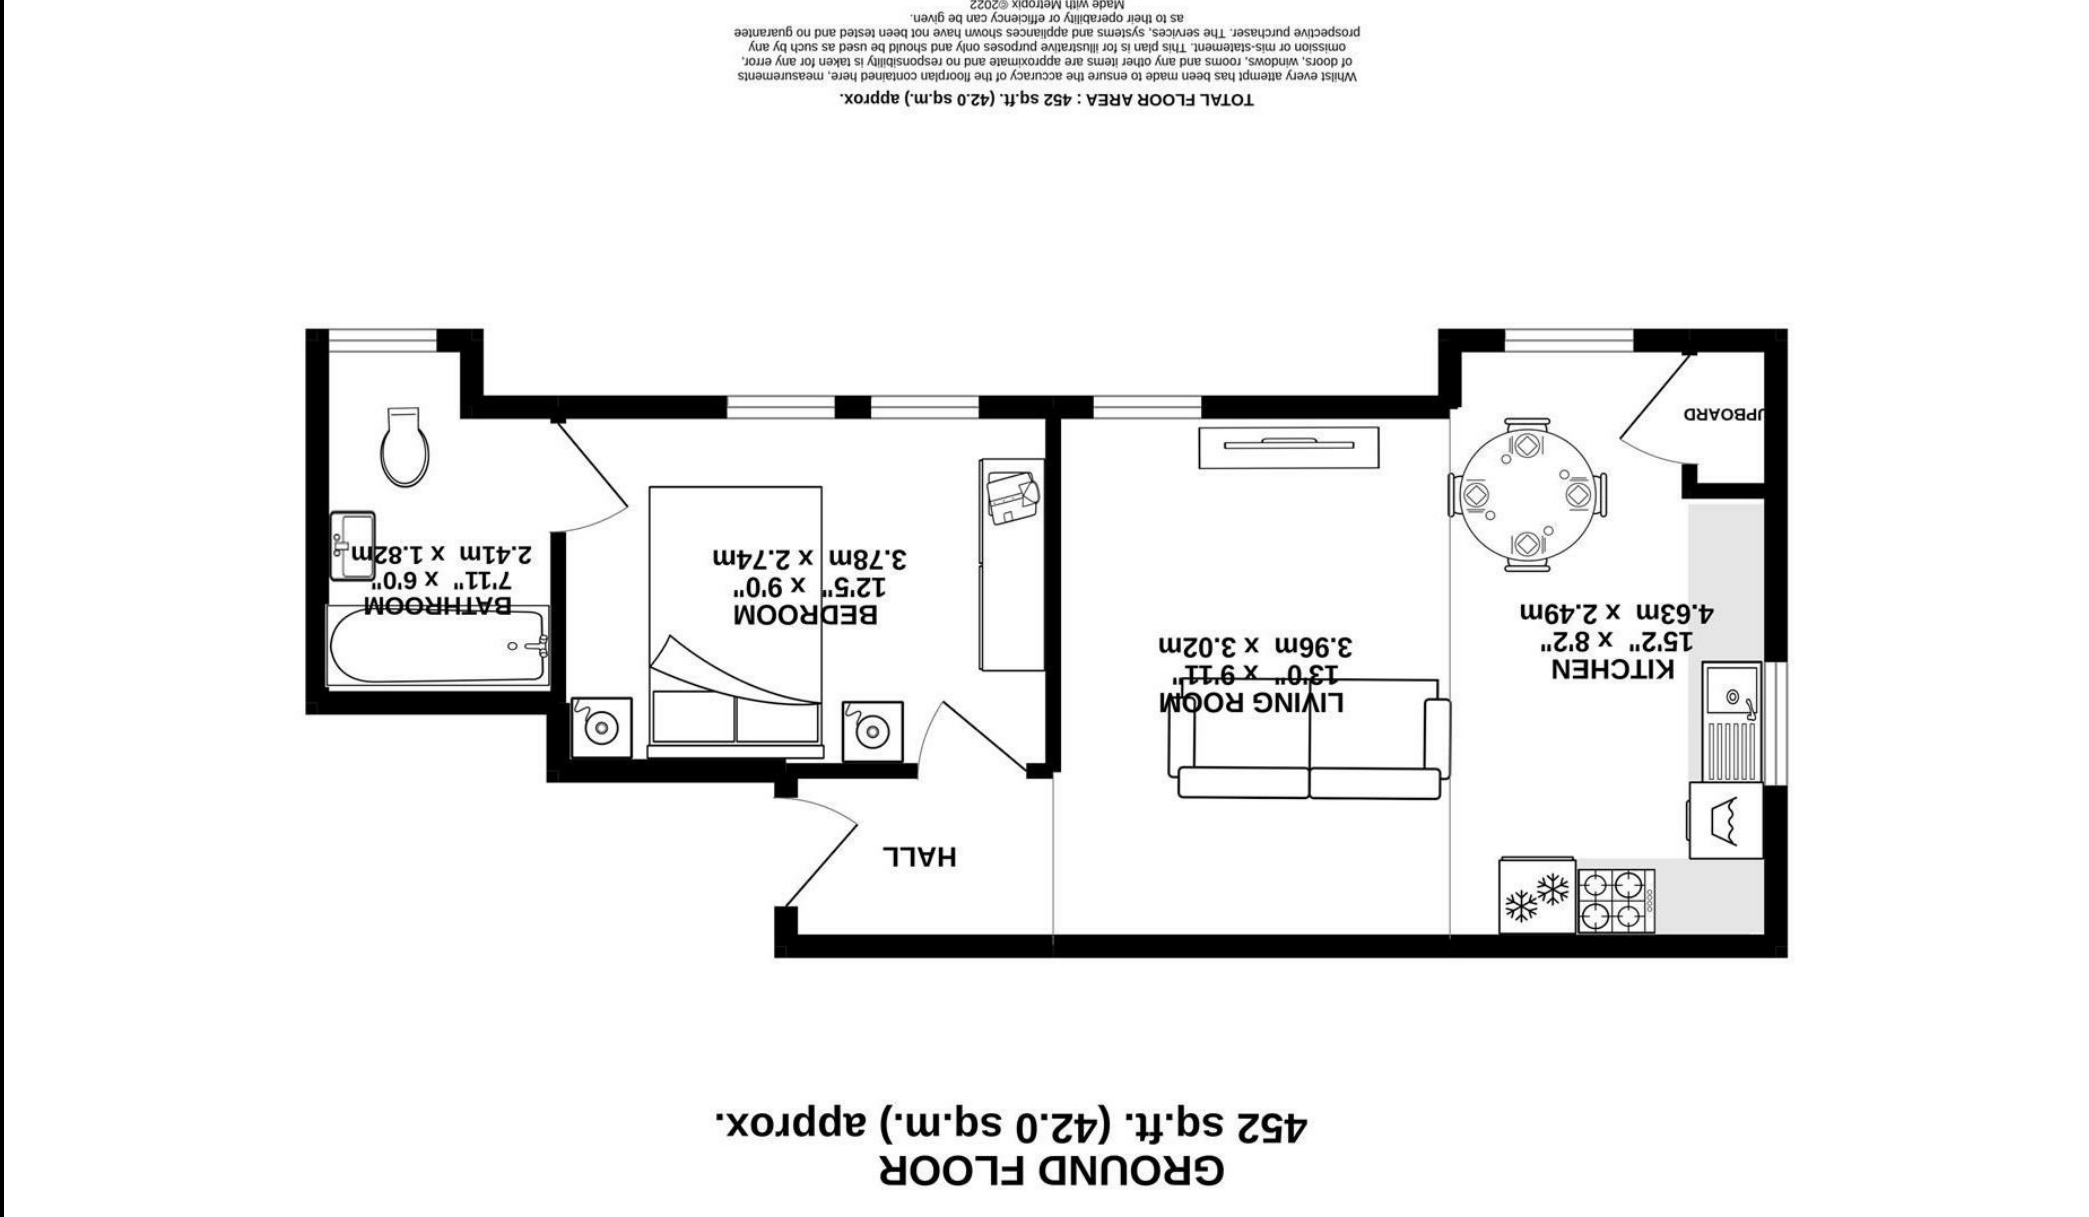 GROUND FLOOR
452 sq.ft. (42.0 sq.m.) approx.
HALL
LIVING ROOM
13'0" x 9'11"
3.96m x 3.02m
KITCHEN
15'2" x 8'2"
4.63m x 2.49m
BEDROOM
12'5" x 9'0"
3.78m x 2.74m
BATHROOM
7'11" x 6'0"
2.41m x 1.82m
UPBOARD
TOTAL FLOOR AREA : 452 sq.ft. (42.0 sq.m.) approx.
Whilst every attempt has been made to ensure the accuracy of the floorplan contained here, measurements
of doors, windows, rooms and any other items are approximate and no responsibility is taken for any error,
omission or mis-statement. This plan is for illustrative purposes only and should be used as such by any
prospective purchaser. The services, systems and appliances shown have not been tested and no guarantee
as to their operability or efficiency can be given.
Made with Metropix ©2022